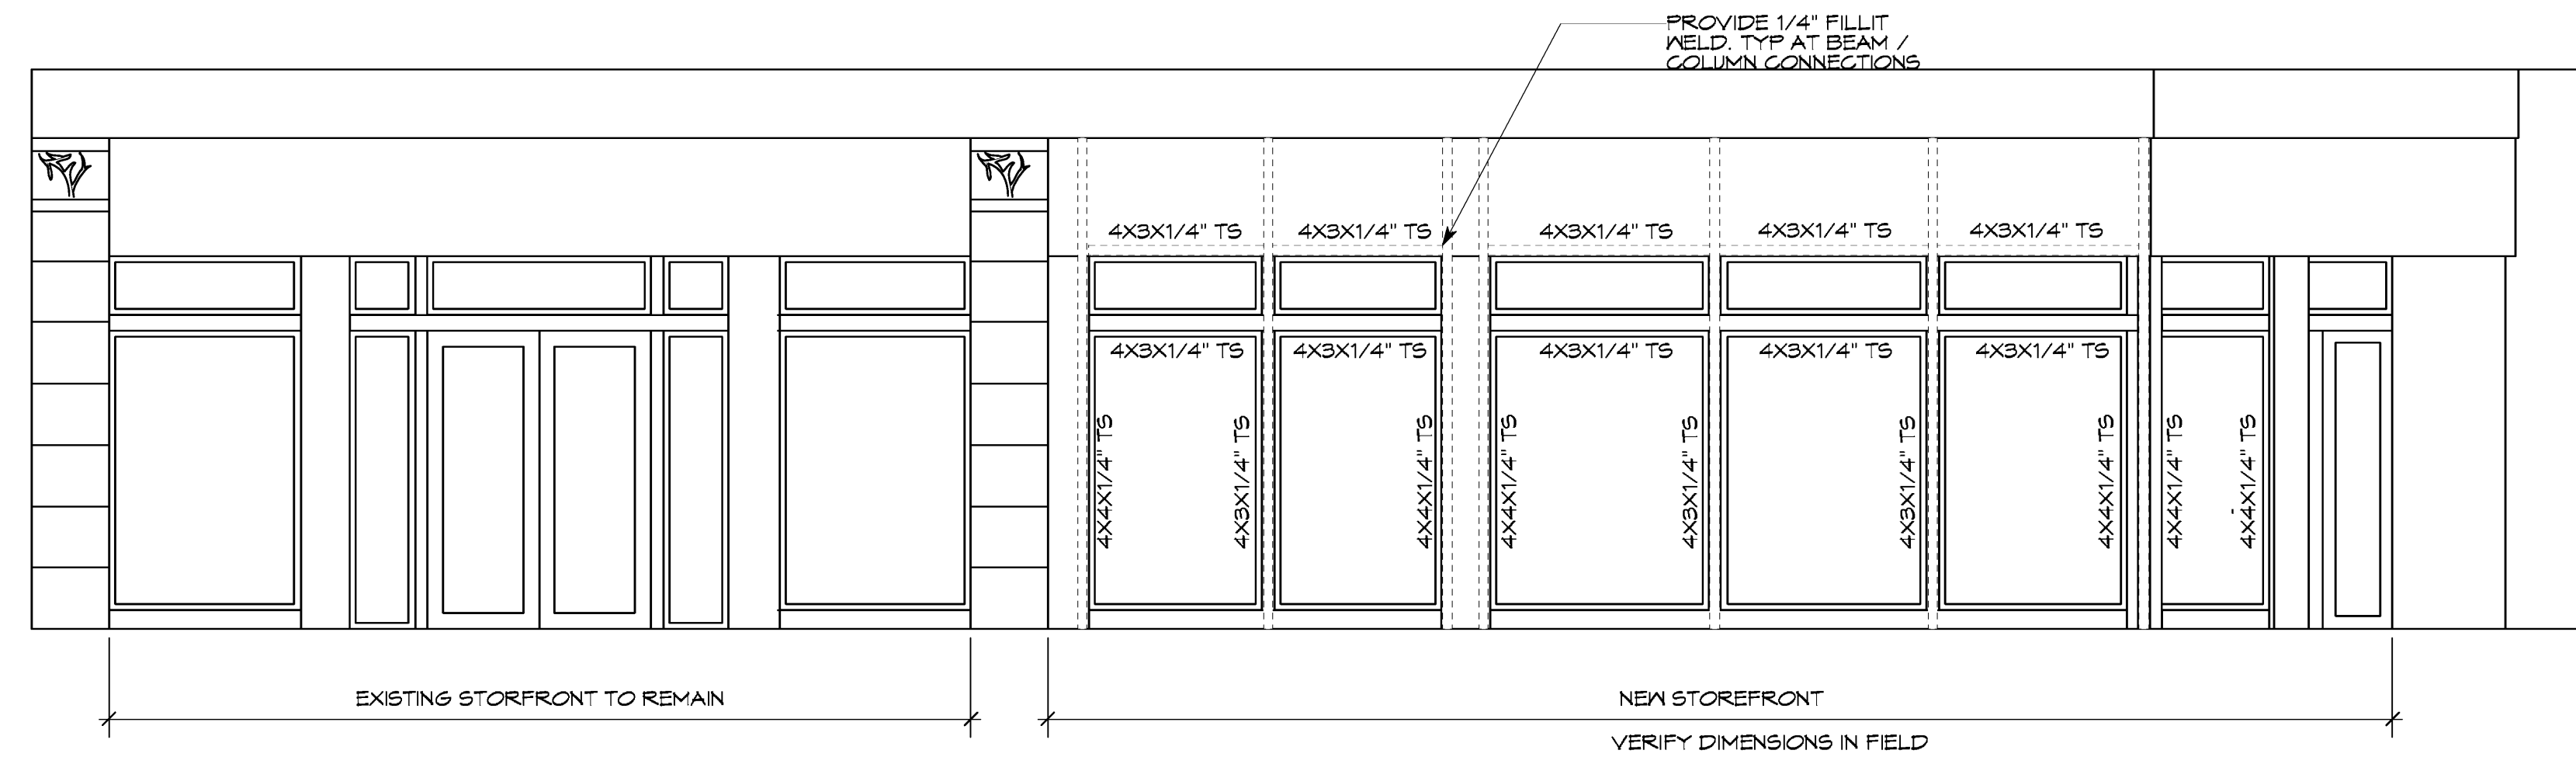 PROVIDE 1/4" FILLIT
WELD. TYP AT BEAM /
COLUMN CONNECTIONS
4X3X1/4" TS
4X3X1/4" TS
4X3X1/4" TS
4X3X1/4" TS
4X3X1/4" TS
4X3X1/4" TS
4X3X1/4" TS
4X3X1/4" TS
4X3X1/4" TS
4X3X1/4" TS
4X4X1/4" TS
4X3X1/4" TS
4X4X1/4" TS
4X4X1/4" TS
4X3X1/4" TS
4X3X1/4" TS
4X4X1/4" TS
4X4X1/4" TS
4X4X1/4" TS
EXISTING STORFRONT TO REMAIN
NEW STOREFRONT
VERIFY DIMENSIONS IN FIELD